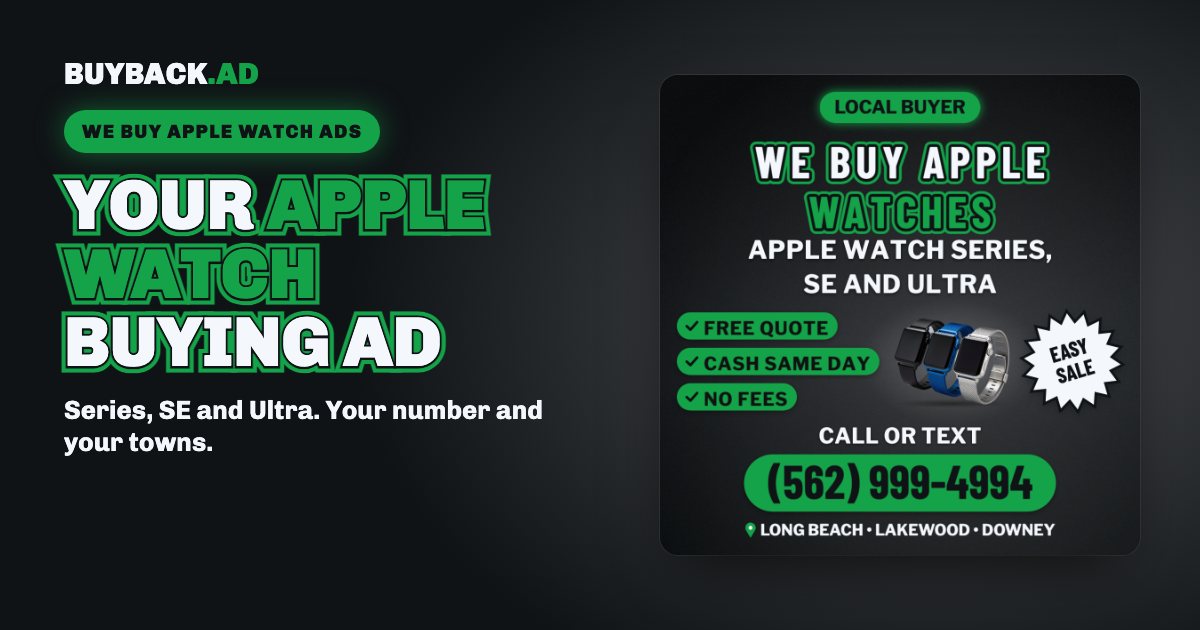 BUYBACK.AD
WE BUY APPLE WATCH ADS
YOUR APPLE
WATCH
BUYING AD
Series, SE and Ultra. Your number and
your towns.
LOCAL BUYER
WE BUY APPLE
WATCHES
APPLE WATCH SERIES,
SE AND ULTRA
FREE QUOTE
CASH SAME DAY
NO FEES
EASY
SALE
CALL OR TEXT
(562) 999-4994
LONG BEACH • LAKEWOOD • DOWNEY